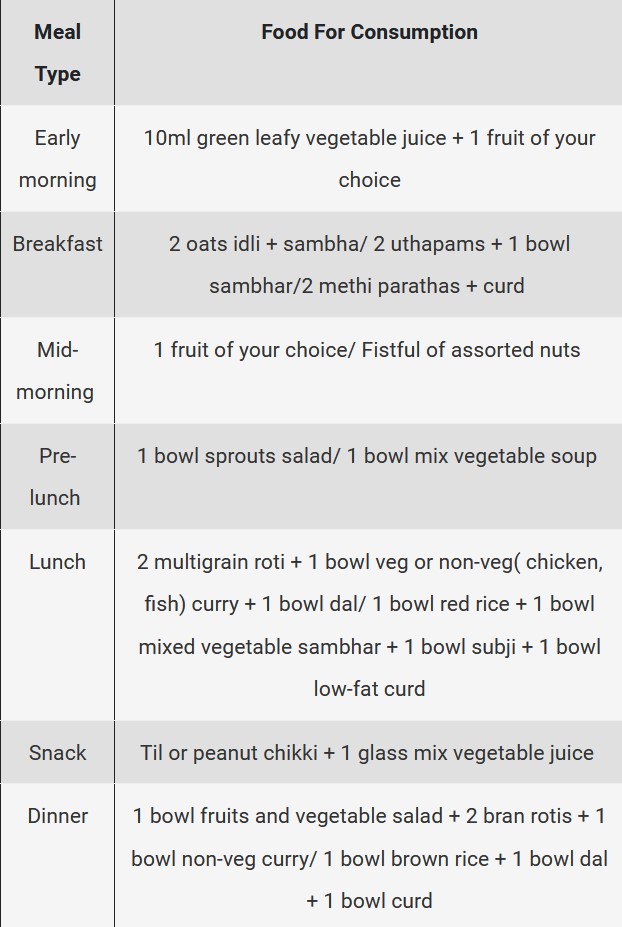 Meal
Type
Food For Consumption
Early
morning
10ml green leafy vegetable juice + 1 fruit of your
choice
Breakfast
2 oats idli + sambha/ 2 uthapams + 1 bowl
sambhar/2 methi parathas + curd
Mid-
morning
1 fruit of your choice/ Fistful of assorted nuts
Pre-
lunch
1 bowl sprouts salad/ 1 bowl mix vegetable soup
Lunch
2 multigrain roti + 1 bowl veg or non-veg( chicken,
fish) curry + 1 bowl dal/ 1 bowl red rice + 1 bowl
mixed vegetable sambhar + 1 bowl subji + 1 bowl
low-fat curd
Snack
Til or peanut chikki + 1 glass mix vegetable juice
Dinner
1 bowl fruits and vegetable salad + 2 bran rotis + 1
bowl non-veg curry/ 1 bowl brown rice + 1 bowl dal
+ 1 bowl curd